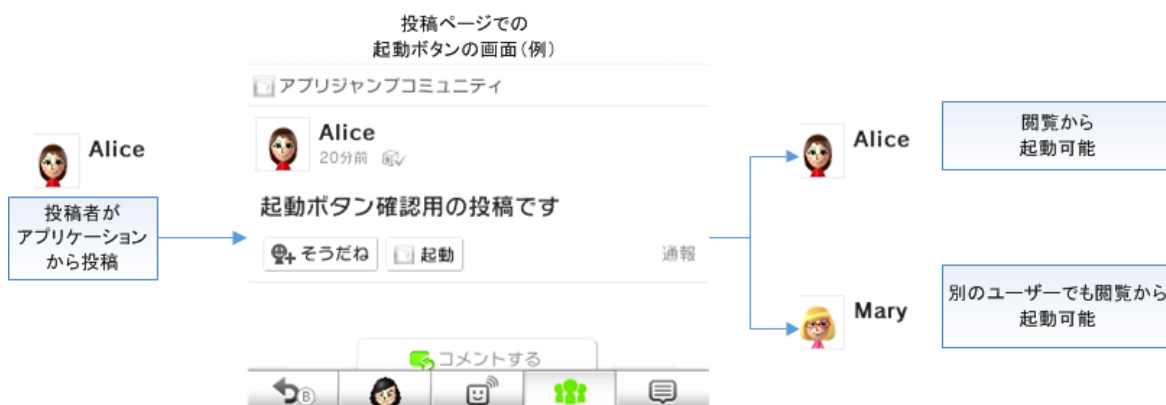 投稿ページでの
起動ボタンの画面(例)
アプリジャンプコミュニティ
Alice
20分前
起動ボタン確認用の投稿です
そうだね
起動
通報
コメントする
B
Alice
投稿者が
アプリケーション
から投稿
Alice
閲覧から
起動可能
Mary
別のユーザーでも閲覧から
起動可能